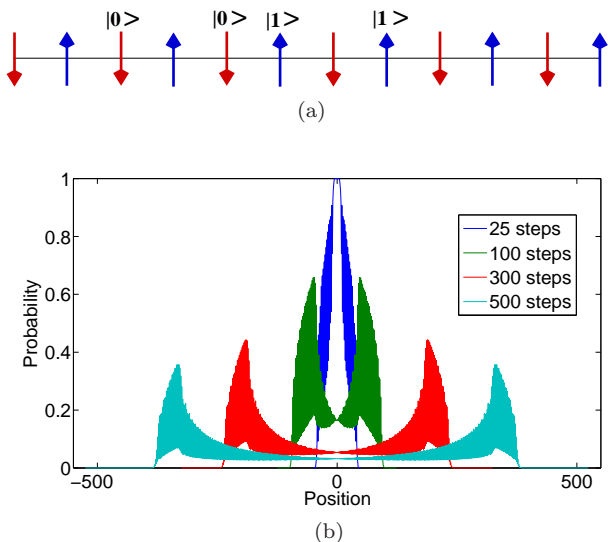 |0> |0> |1> |1>
(a)
1
0.8
0.6
0.4
0.2
0
Probability
25 steps
100 steps
300 steps
500 steps
−500 0 500
Position
(b)